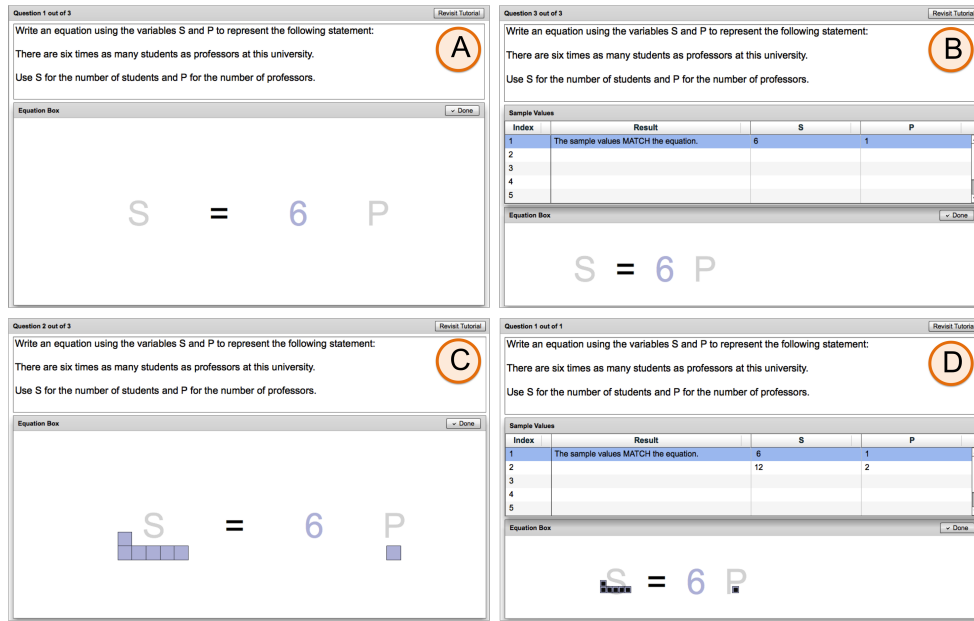 Question 1 out of 3
Revisit Tutorial
Write an equation using the variables S and P to represent the following statement:
There are six times as many students as professors at this university.
Use S for the number of students and P for the number of professors.
A
Equation Box
✓ Done
S = 6 P
Question 3 out of 3
Revisit Tutorial
Write an equation using the variables S and P to represent the following statement:
There are six times as many students as professors at this university.
Use S for the number of students and P for the number of professors.
B
Sample Values
Index Result S P
1 The sample values MATCH the equation. 6 1
2
3
4
5
Equation Box
✓ Done
S = 6 P
Question 2 out of 3
Revisit Tutorial
Write an equation using the variables S and P to represent the following statement:
There are six times as many students as professors at this university.
Use S for the number of students and P for the number of professors.
C
Equation Box
✓ Done
S = 6 P
Question 1 out of 1
Revisit Tutorial
Write an equation using the variables S and P to represent the following statement:
There are six times as many students as professors at this university.
Use S for the number of students and P for the number of professors.
D
Sample Values
Index Result S P
1 The sample values MATCH the equation. 6 1
2 12 2
3
4
5
Equation Box
✓ Done
S = 6 P